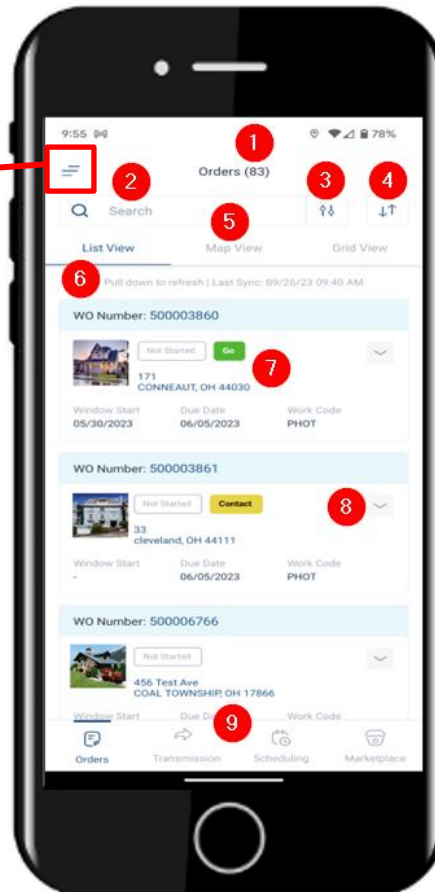 9:55 78%
1
Orders (83)
2 3 4
Search
5
List View Map View Grid View
6
Pull down to refresh | Last Sync: 09/26/23 09:40 AM
WO Number: 500003860
Not Started Go
7
171
CONNEAUT, OH 44030
Window Start Due Date Work Code
05/30/2023 06/05/2023 PHOT
WO Number: 500003861
Not Started Contact
8
33
cleveland, OH 44111
Window Start Due Date Work Code
- 06/05/2023 PHOT
WO Number: 500006766
Not Started
456 Test Ave
COAL TOWNSHIP, OH 17866
Window Start Due Da Work Code
9
Orders Transmission Scheduling Marketplace